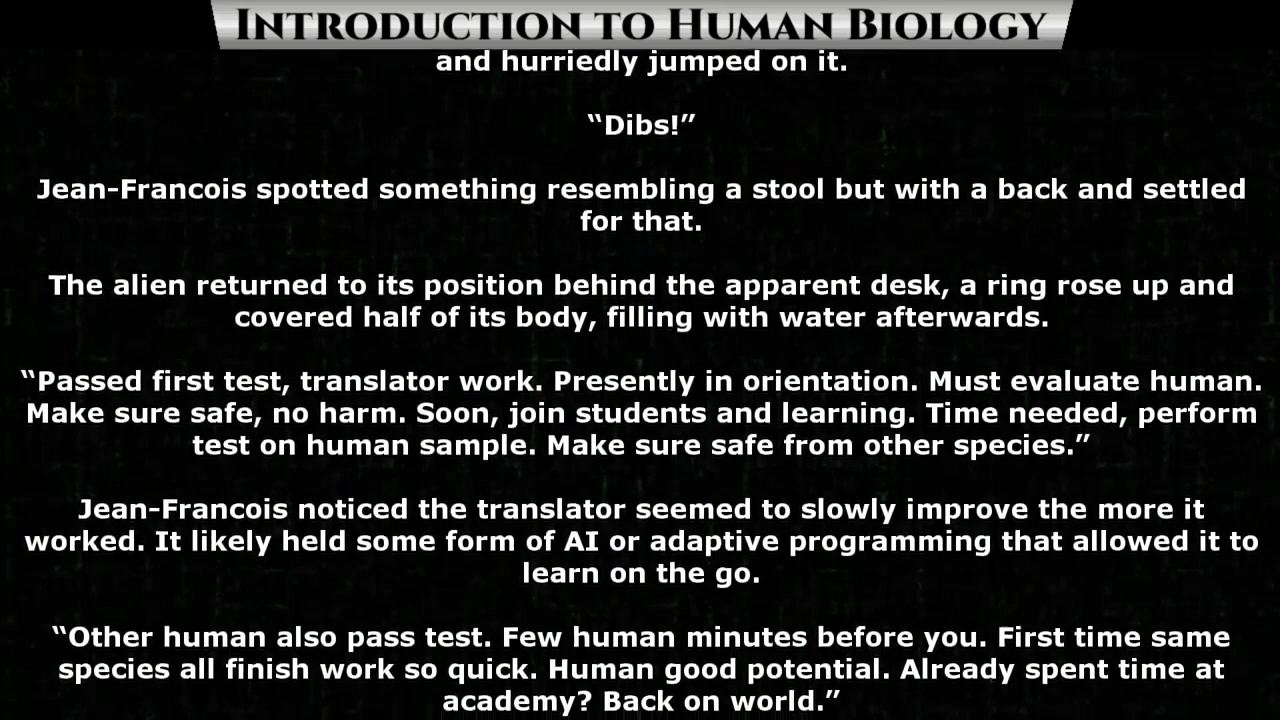 Introduction to Human Biology
and hurriedly jumped on it.
“Dibs!”
Jean-Francois spotted something resembling a stool but with a back and settled
for that.
The alien returned to its position behind the apparent desk, a ring rose up and
covered half of its body, filling with water afterwards.
“Passed first test, translator work. Presently in orientation. Must evaluate human.
Make sure safe, no harm. Soon, join students and learning. Time needed, perform
test on human sample. Make sure safe from other species.”
Jean-Francois noticed the translator seemed to slowly improve the more it
worked. It likely held some form of AI or adaptive programming that allowed it to
learn on the go.
“Other human also pass test. Few human minutes before you. First time same
species all finish work so quick. Human good potential. Already spent time at
academy? Back on world.”